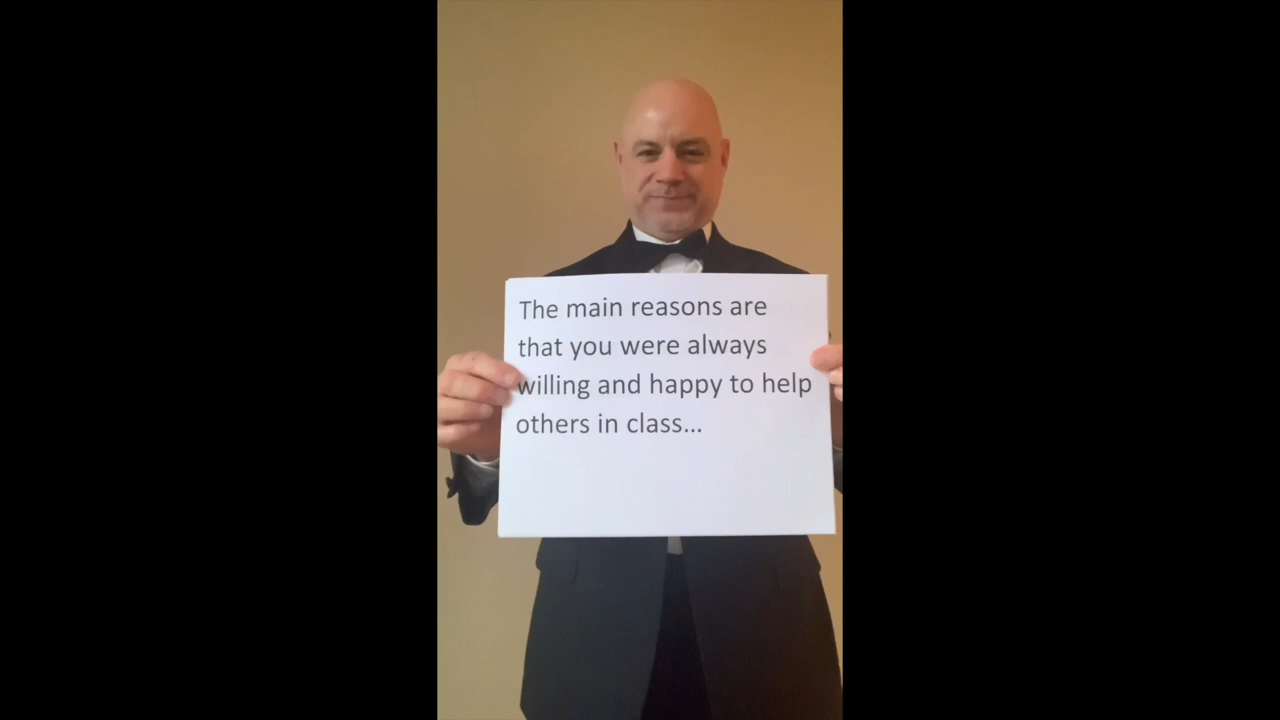 The main reasons are
that you were always
willing and happy to help
others in class...